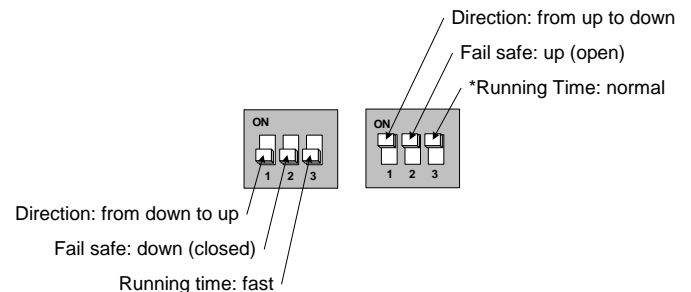 Direction: from up to down
Fail safe: up (open)
*Running Time: normal
ON
1 2 3
ON
1 2 3
Direction: from down to up
Fail safe: down (closed)
Running time: fast